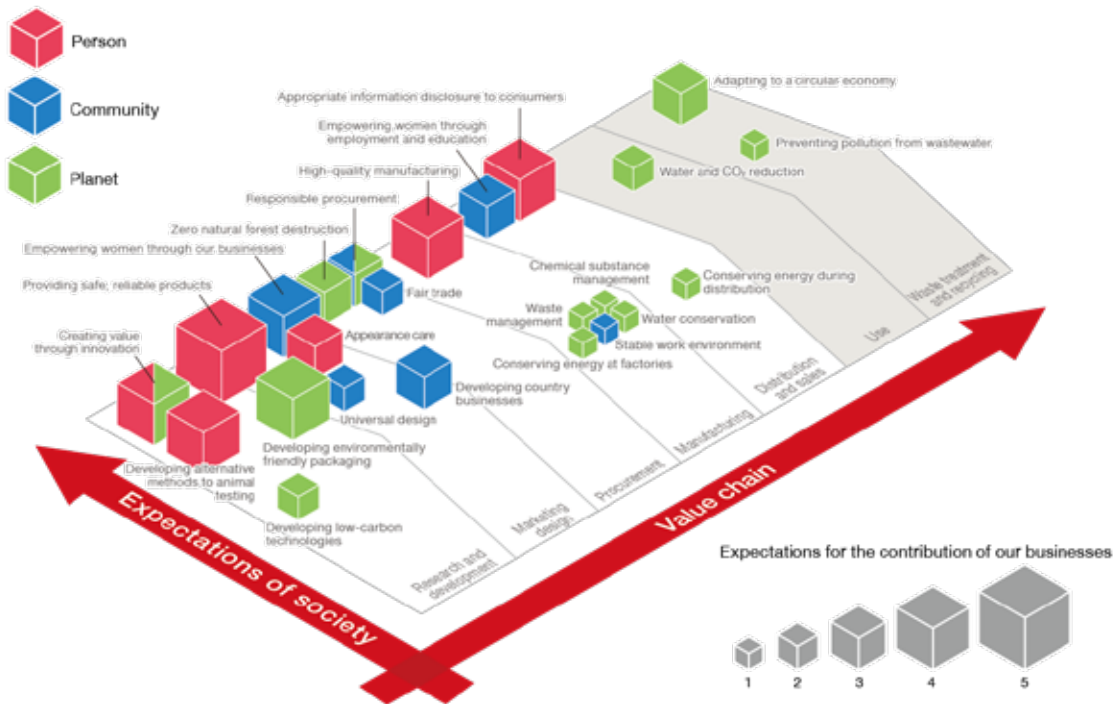 Person
Community
Planet
Appropriate information disclosure to consumers
Empowering women through
employment and education
High-quality manufacturing
Responsible procurement
Zero natural forest destruction
Empowering women through our businesses
Providing safe, reliable products
Creating value
through innovation
Adapting to a circular economy
Preventing pollution from wastewater
Water and CO₂ reduction
Chemical substance
management
Conserving energy during
distribution
Fair trade
Waste
management
Water conservation
Stable work environment
Conserving energy at factories
Appearance care
Developing country
businesses
Universal design
Developing environmentally
friendly packaging
Developing alternative
methods to animal
testing
Developing low-carbon
technologies
Research and
development
Marketing
design
Procurement
Manufacturing
Distribution
and sales
Use
Waste treatment
and recycling
Expectations of society
Value chain
Expectations for the contribution of our businesses
1
2
3
4
5